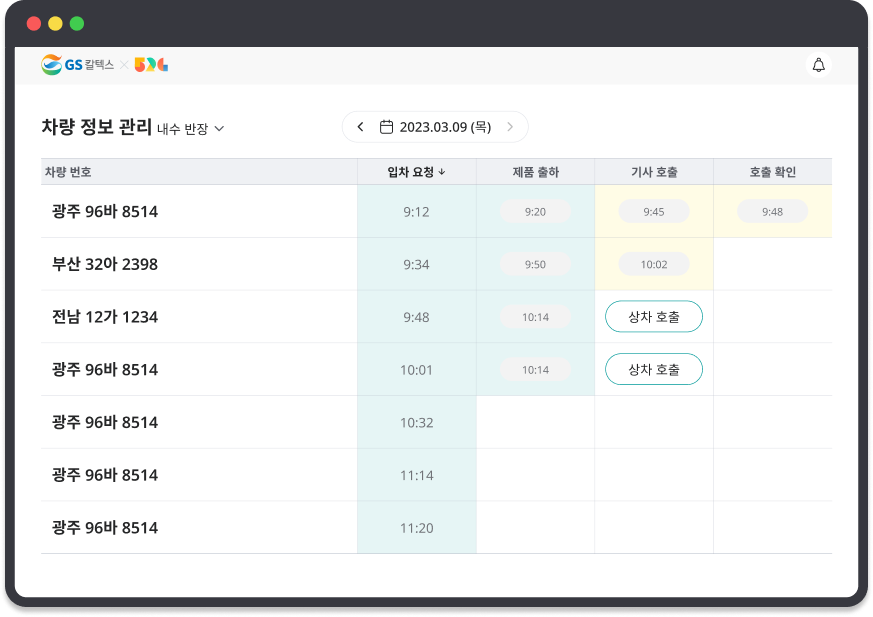 GS 칼텍스 × 524
차량 정보 관리 내수 반장
2023.03.09 (목)
차량 번호 입차 요청 ↓ 제품 출하 기사 호출 호출 확인
광주 96바 8514 9:12 9:20 9:45 9:48
부산 32아 2398 9:34 9:50 10:02
전남 12가 1234 9:48 10:14 상차 호출
광주 96바 8514 10:01 10:14 상차 호출
광주 96바 8514 10:32
광주 96바 8514 11:14
광주 96바 8514 11:20